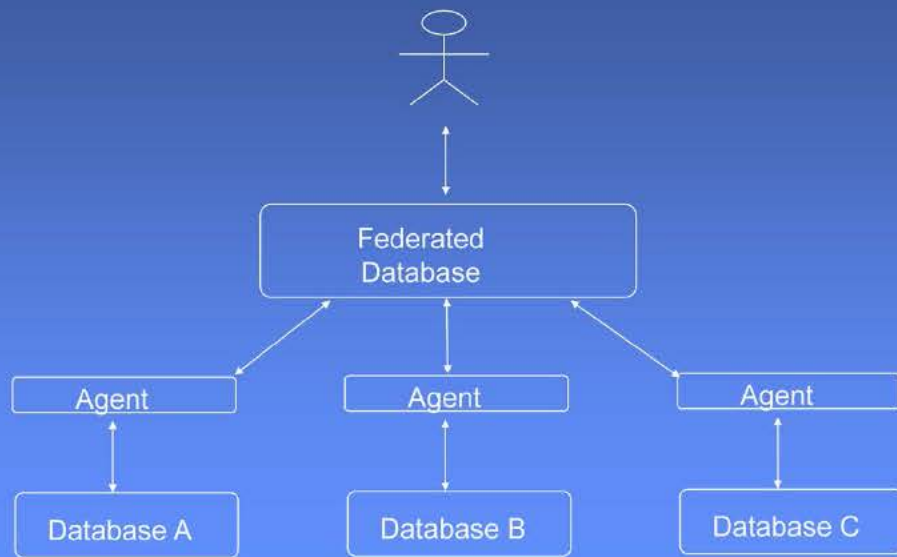 Federated
Database
Agent
Agent
Agent
Database A
Database B
Database C